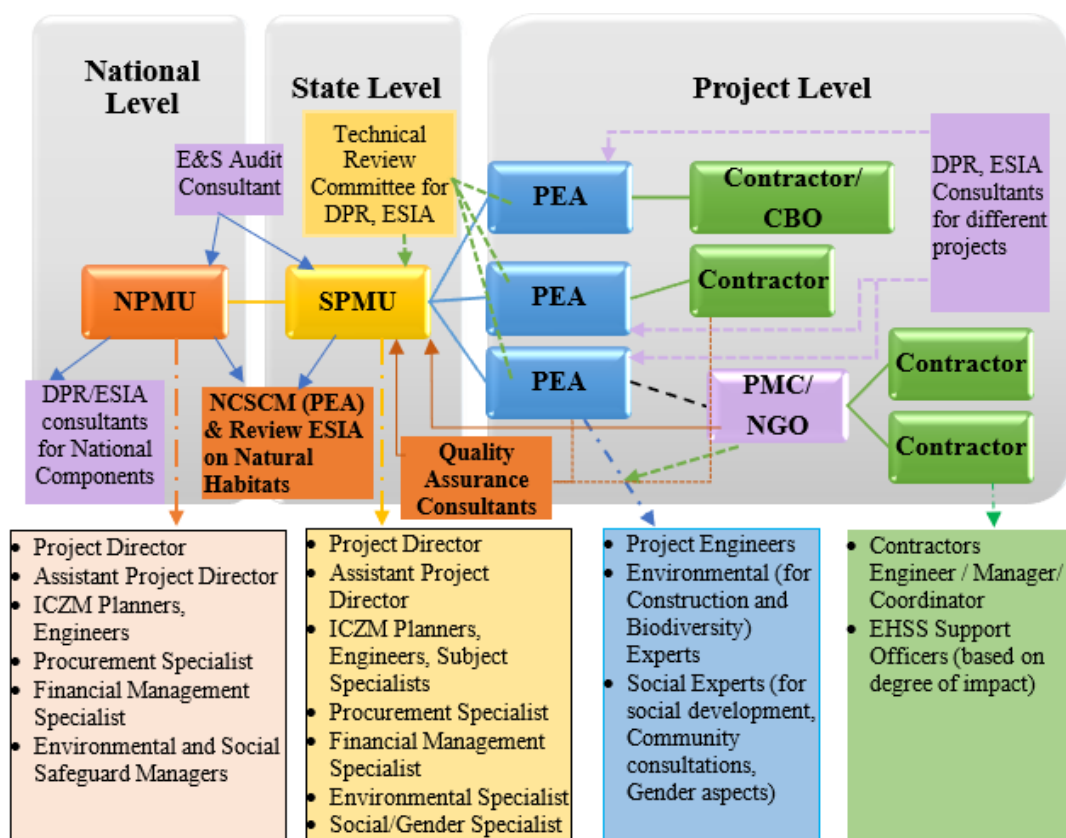 National
Level
State Level
Project Level
E&S Audit
Consultant
Technical
Review
Committee for
DPR, ESIA
PEA
Contractor/
CBO
DPR, ESIA
Consultants
for different
projects
NPMU
SPMU
PEA
Contractor
PEA
PMC/
NGO
Contractor
Contractor
DPR/ESIA
consultants
for National
Components
NCSCM (PEA)
& Review ESIA
on Natural
Habitats
Quality
Assurance
Consultants
• Project Director
• Assistant Project Director
• ICZM Planners,
Engineers
• Procurement Specialist
• Financial Management
Specialist
• Environmental and Social
Safeguard Managers
• Project Director
• Assistant Project
Director
• ICZM Planners,
Engineers, Subject
Specialists
• Procurement Specialist
• Financial Management
Specialist
• Environmental Specialist
• Social/Gender Specialist
• Project Engineers
• Environmental (for
Construction and
Biodiversity)
Experts
• Social Experts (for
social development,
Community
consultations,
Gender aspects)
• Contractors
Engineer / Manager/
Coordinator
• EHSS Support
Officers (based on
degree of impact)